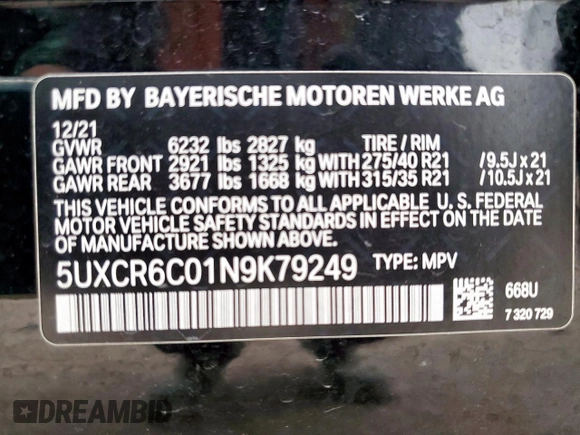 MFD BY BAYERISCHE MOTOREN WERKE AG
12/21
GVWR 6232 lbs 2827 kg TIRE / RIM
GAWR FRONT 2921 lbs 1325 kg WITH 275/40 R21 / 9.5J x 21
GAWR REAR 3677 lbs 1668 kg WITH 315/35 R21 / 10.5J x 21
THIS VEHICLE CONFORMS TO ALL APPLICABLE U. S. FEDERAL
MOTOR VEHICLE SAFETY STANDARDS IN EFFECT ON THE
DATE OF MANUFACTURE SHOWN ABOVE.
5UXCR6C01N9K79249 TYPE: MPV
668U
7 320 729
DREAMBID